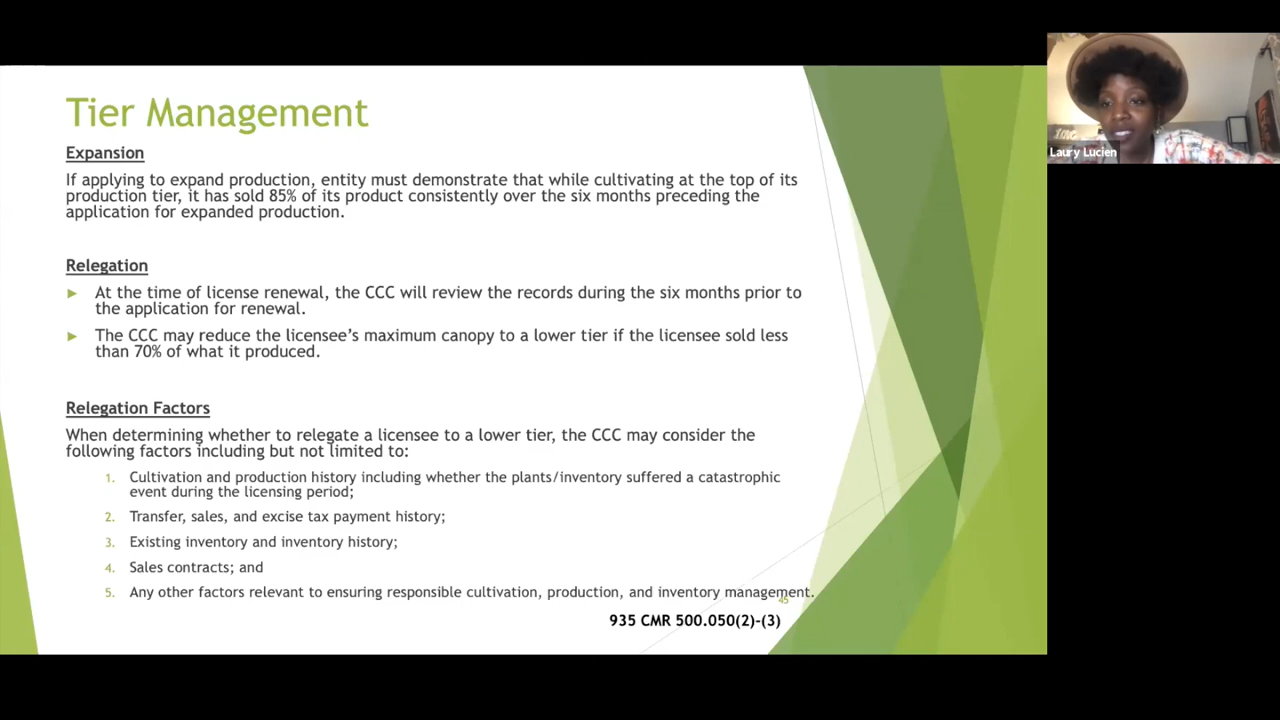 Tier Management
Expansion
If applying to expand production, entity must demonstrate that while cultivating at the top of its
production tier, it has sold 85% of its product consistently over the six months preceding the
application for expanded production.
Relegation
► At the time of license renewal, the CCC will review the records during the six months prior to
the application for renewal.
► The CCC may reduce the licensee’s maximum canopy to a lower tier if the licensee sold less
than 70% of what it produced.
Relegation Factors
When determining whether to relegate a licensee to a lower tier, the CCC may consider the
following factors including but not limited to:
1. Cultivation and production history including whether the plants/inventory suffered a catastrophic
event during the licensing period;
2. Transfer, sales, and excise tax payment history;
3. Existing inventory and inventory history;
4. Sales contracts; and
5. Any other factors relevant to ensuring responsible cultivation, production, and inventory management.
45
935 CMR 500.050(2)-(3)
Laury Lucien